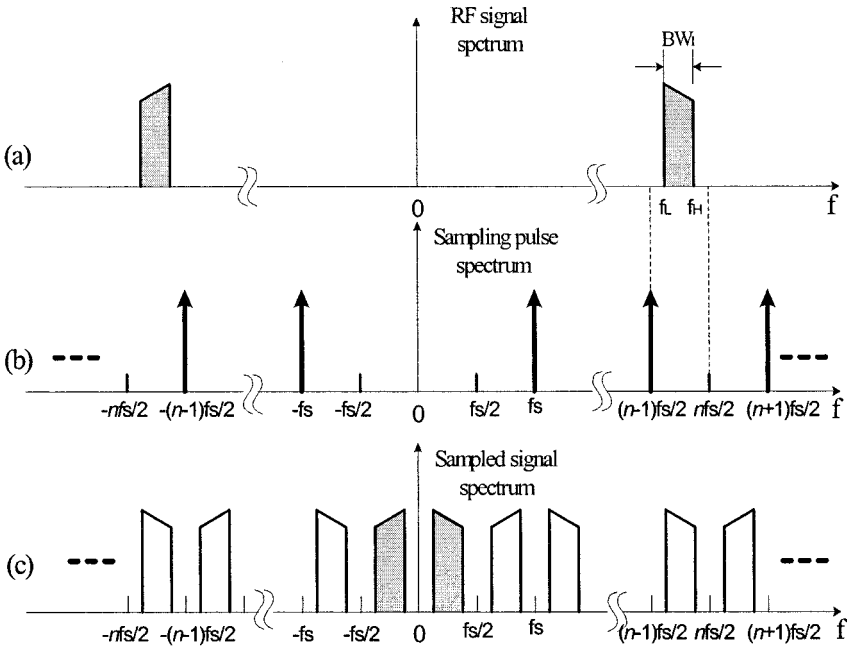 RF signal
spctrum
BW
(a)
0
fL
fH
f
Sampling pulse
spectrum
(b)
-nfs/2
-(n-1)fs/2
-fs
-fs/2
0
fs/2
fs
(n-1)fs/2
nfs/2
(n+1)fs/2
f
Sampled signal
spectrum
(c)
-nfs/2
-(n-1)fs/2
-fs
-fs/2
0
fs/2
fs
(n-1)fs/2
nfs/2
(n+1)fs/2
f